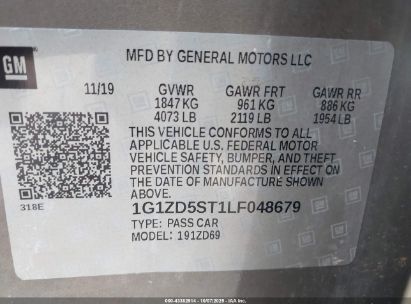 GM
MFD BY GENERAL MOTORS LLC
11/19 GVWR GAWR FRT GAWR RR
1847 KG 961 KG 886 KG
4073 LB 2119 LB 1954 LB
THIS VEHICLE CONFORMS TO ALL
APPLICABLE U.S. FEDERAL MOTOR
VEHICLE SAFETY, BUMPER, AND THEFT
PREVENTION STANDARDS IN EFFECT ON
THE DATE OF MANUFACTURE SHOWN
ABOVE.
318E
1G1ZD5ST1LF048679
TYPE: PASS CAR
MODEL: 191ZD69